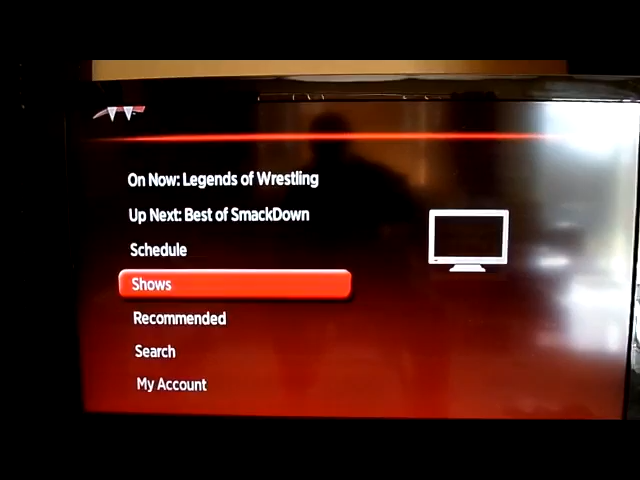 On Now: Legends of Wrestling
Up Next: Best of SmackDown
Schedule
Shows
Recommended
Search
My Account